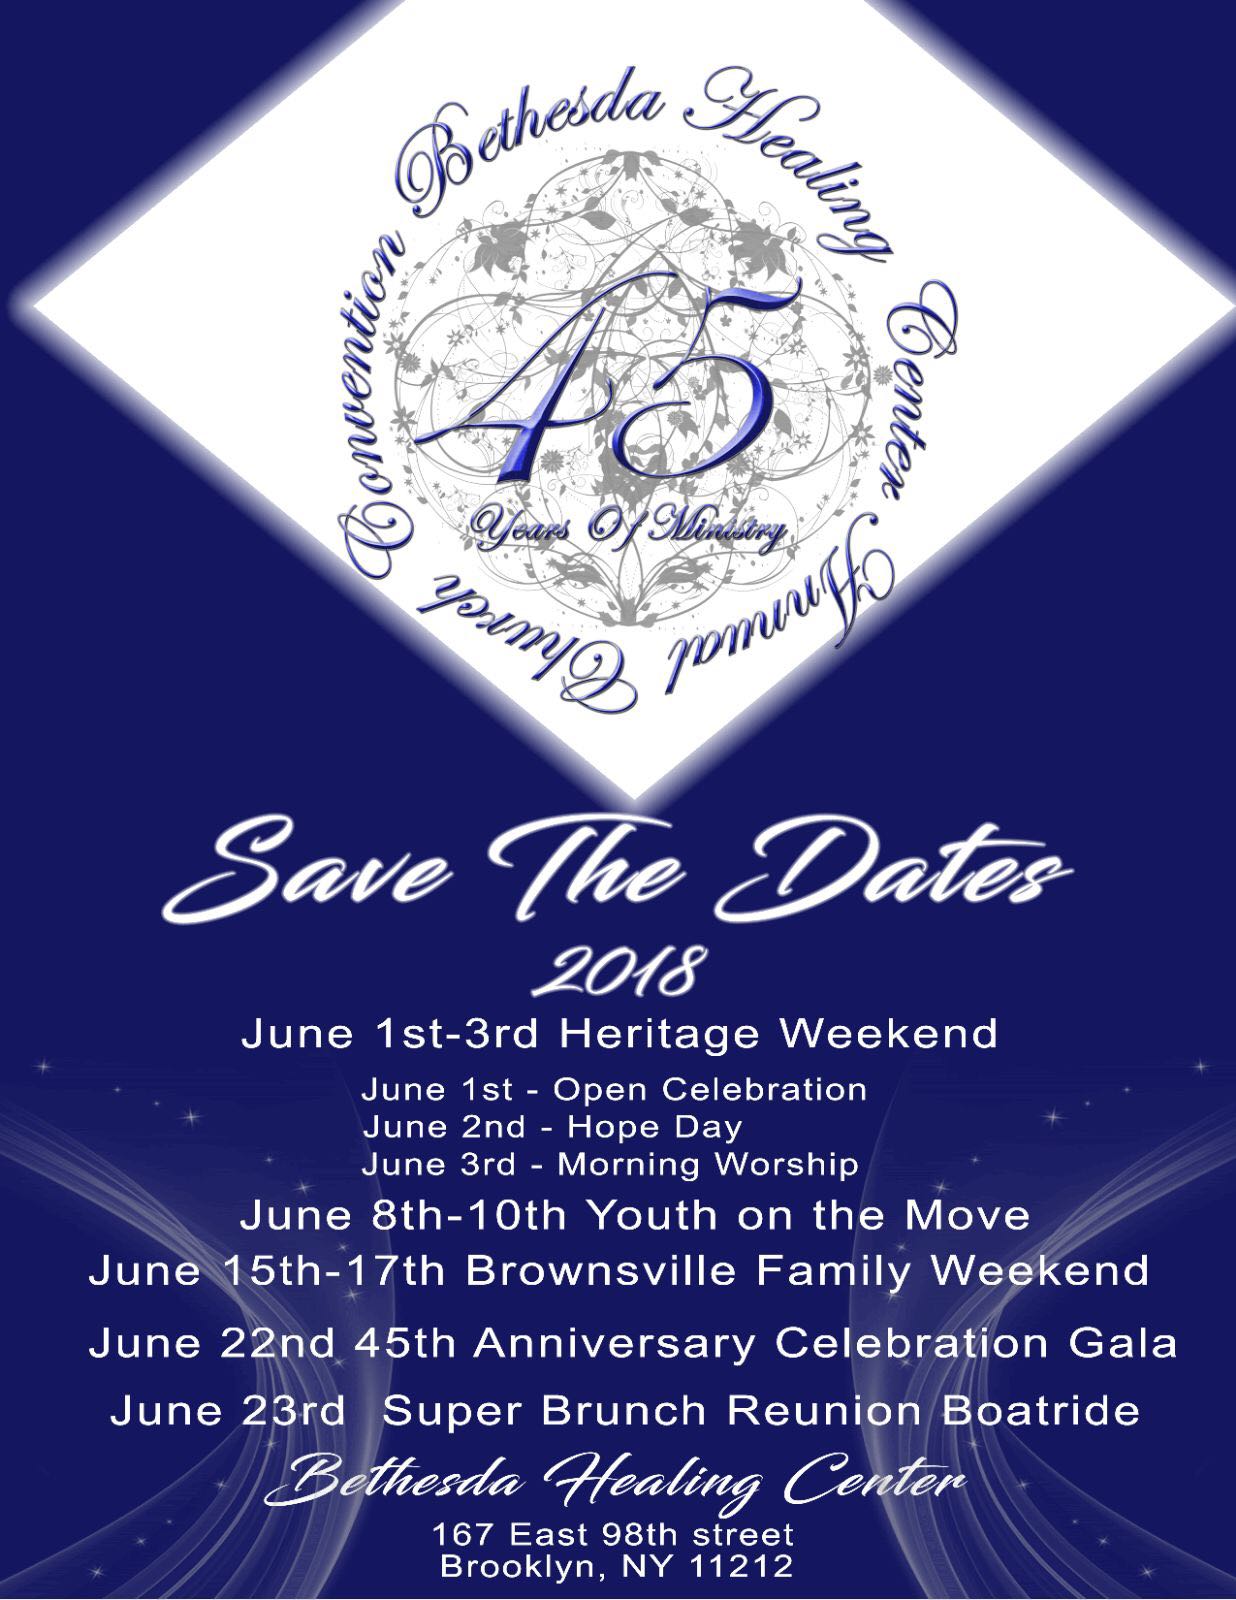 Bethesda Healing Center Annual Church Convention
45
Years Of Ministry
Save The Dates
2018
June 1st-3rd Heritage Weekend
June 1st - Open Celebration
June 2nd - Hope Day
June 3rd - Morning Worship
June 8th-10th Youth on the Move
June 15th-17th Brownsville Family Weekend
June 22nd 45th Anniversary Celebration Gala
June 23rd Super Brunch Reunion Boatride
Bethesda Healing Center
167 East 98th street
Brooklyn, NY 11212